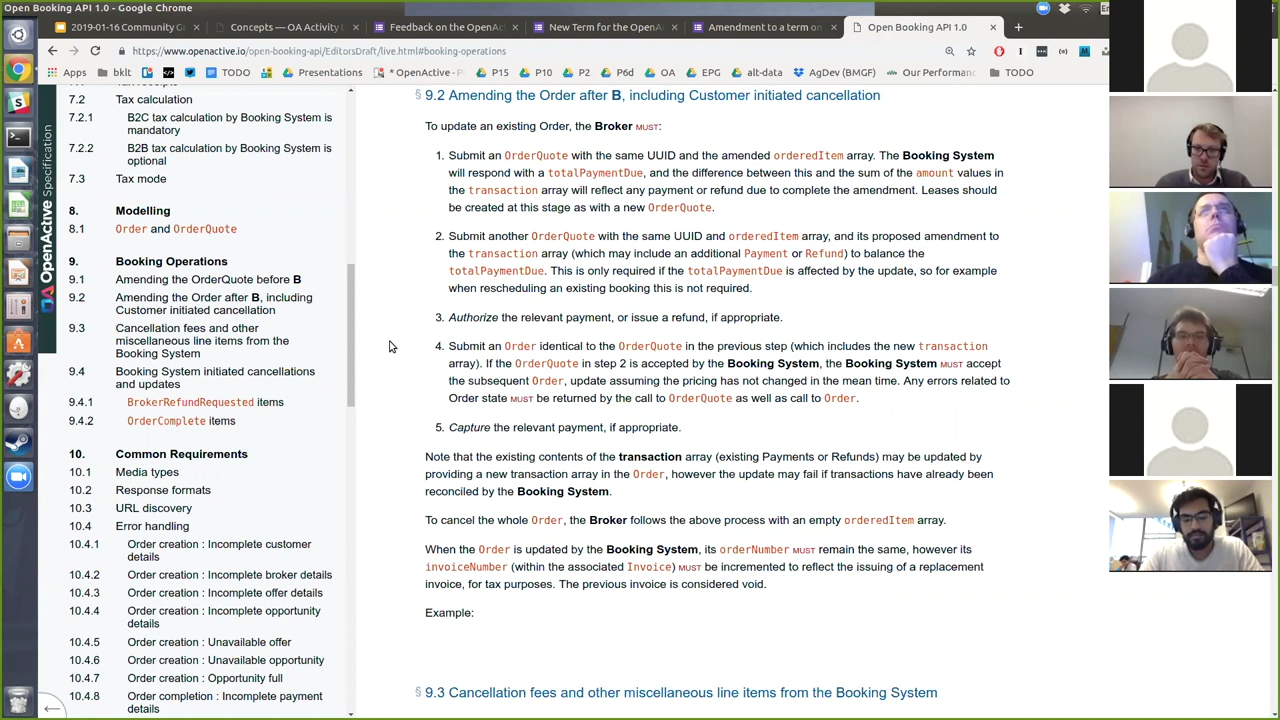 Open Booking API 1.0 - Google Chrome
2019-01-16 Community G
Concepts — OA Activity L
Feedback on the OpenAc
New Term for the OpenA
Amendment to a term on
Open Booking API 1.0
https://www.openactive.io/open-booking-api/EditorsDraft/live.html#booking-operations
Apps
bklt
TODO
Presentations
* OpenActive - P
P15
P10
P2
P6d
OA
EPG
alt-data
AgDev (BMGF)
Our Performanc
TODO
OpenActive Specification
7.2 Tax calculation
7.2.1 B2C tax calculation by Booking System is
mandatory
7.2.2 B2B tax calculation by Booking System is
optional
7.3 Tax mode
8. Modelling
8.1 Order and OrderQuote
9. Booking Operations
9.1 Amending the OrderQuote before B
9.2 Amending the Order after B, including
Customer initiated cancellation
9.3 Cancellation fees and other
miscellaneous line items from the
Booking System
9.4 Booking System initiated cancellations
and updates
9.4.1 BrokerRefundRequested items
9.4.2 OrderComplete items
10. Common Requirements
10.1 Media types
10.2 Response formats
10.3 URL discovery
10.4 Error handling
10.4.1 Order creation : Incomplete customer
details
10.4.2 Order creation : Incomplete broker details
10.4.3 Order creation : Incomplete offer details
10.4.4 Order creation : Incomplete opportunity
details
10.4.5 Order creation : Unavailable offer
10.4.6 Order creation : Unavailable opportunity
10.4.7 Order creation : Opportunity full
10.4.8 Order completion : Incomplete payment
details
§ 9.2 Amending the Order after B, including Customer initiated cancellation
To update an existing Order, the Broker MUST:
1. Submit an OrderQuote with the same UUID and the amended orderedItem array. The Booking System
will respond with a totalPaymentDue, and the difference between this and the sum of the amount values in
the transaction array will reflect any payment or refund due to complete the amendment. Leases should
be created at this stage as with a new OrderQuote.
2. Submit another OrderQuote with the same UUID and orderedItem array, and its proposed amendment to
the transaction array (which may include an additional Payment or Refund) to balance the
totalPaymentDue. This is only required if the totalPaymentDue is affected by the update, so for example
when rescheduling an existing booking this is not required.
3. Authorize the relevant payment, or issue a refund, if appropriate.
4. Submit an Order identical to the OrderQuote in the previous step (which includes the new transaction
array). If the OrderQuote in step 2 is accepted by the Booking System, the Booking System MUST accept
the subsequent Order, update assuming the pricing has not changed in the mean time. Any errors related to
Order state MUST be returned by the call to OrderQuote as well as call to Order.
5. Capture the relevant payment, if appropriate.
Note that the existing contents of the transaction array (existing Payments or Refunds) may be updated by
providing a new transaction array in the Order, however the update may fail if transactions have already been
reconciled by the Booking System.
To cancel the whole Order, the Broker follows the above process with an empty orderedItem array.
When the Order is updated by the Booking System, its orderNumber MUST remain the same, however its
invoiceNumber (within the associated Invoice) MUST be incremented to reflect the issuing of a replacement
invoice, for tax purposes. The previous invoice is considered void.
Example:
§ 9.3 Cancellation fees and other miscellaneous line items from the Booking System